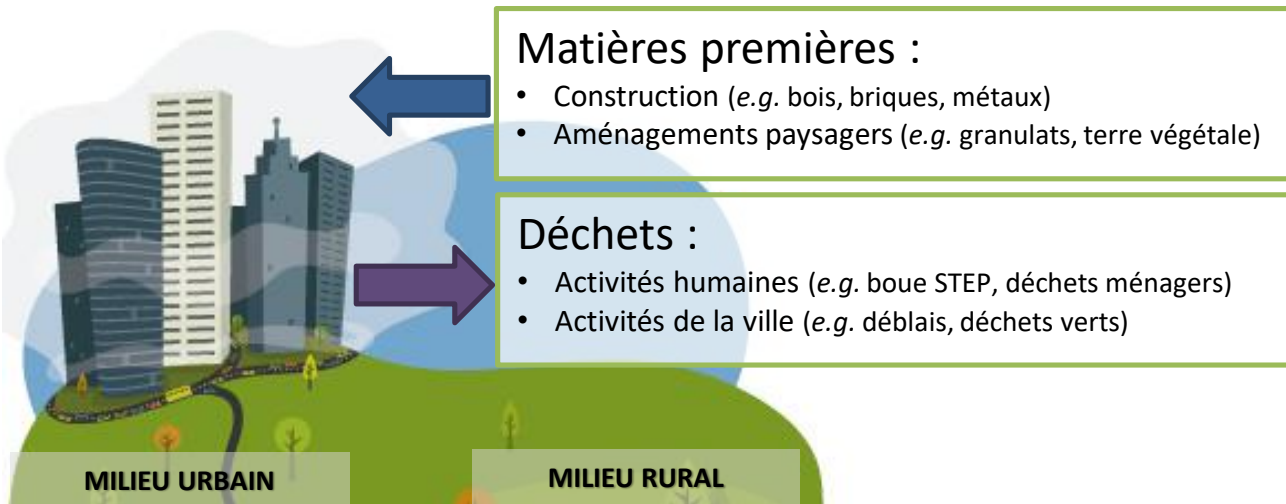 Matières premières :
• Construction (e.g. bois, briques, métaux)
• Aménagements paysagers (e.g. granulats, terre végétale)
Déchets :
• Activités humaines (e.g. boue STEP, déchets ménagers)
• Activités de la ville (e.g. déblais, déchets verts)
MILIEU URBAIN
MILIEU RURAL